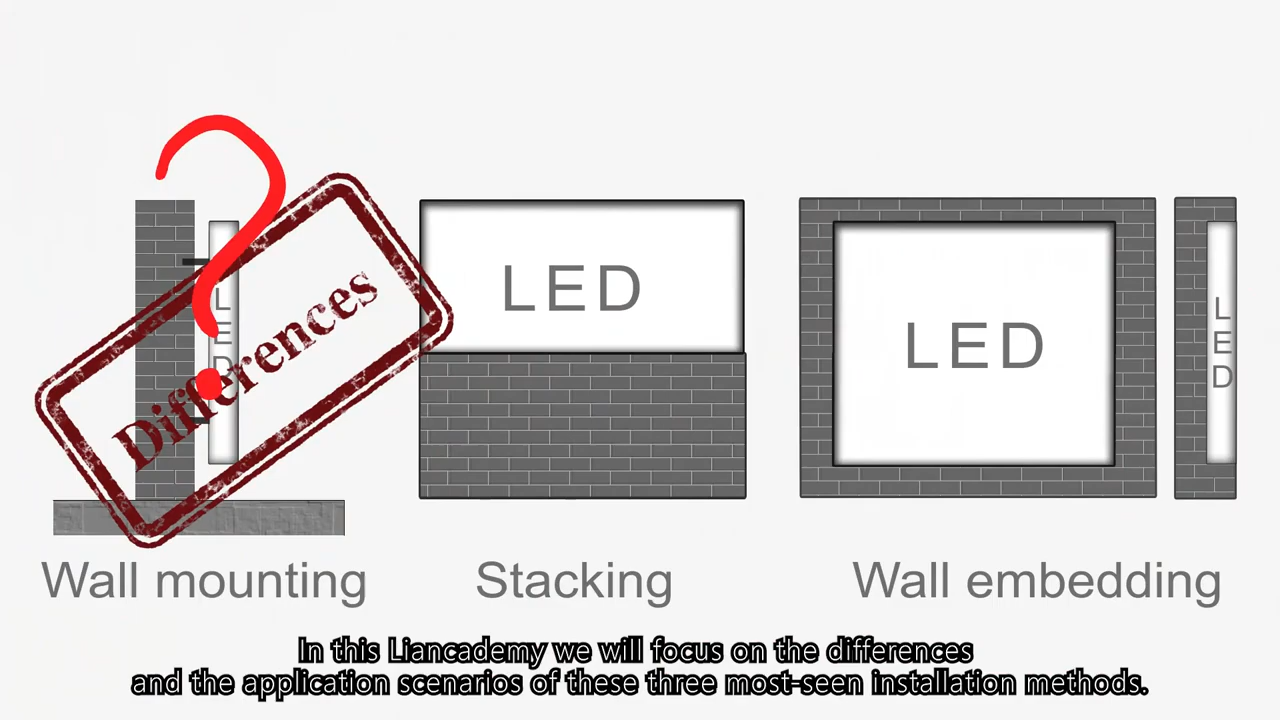 LED
Differences
LED
LED
LED
Wall mounting
Stacking
Wall embedding
In this Liancademy we will focus on the differences
and the application scenarios of these three most-seen installation methods.